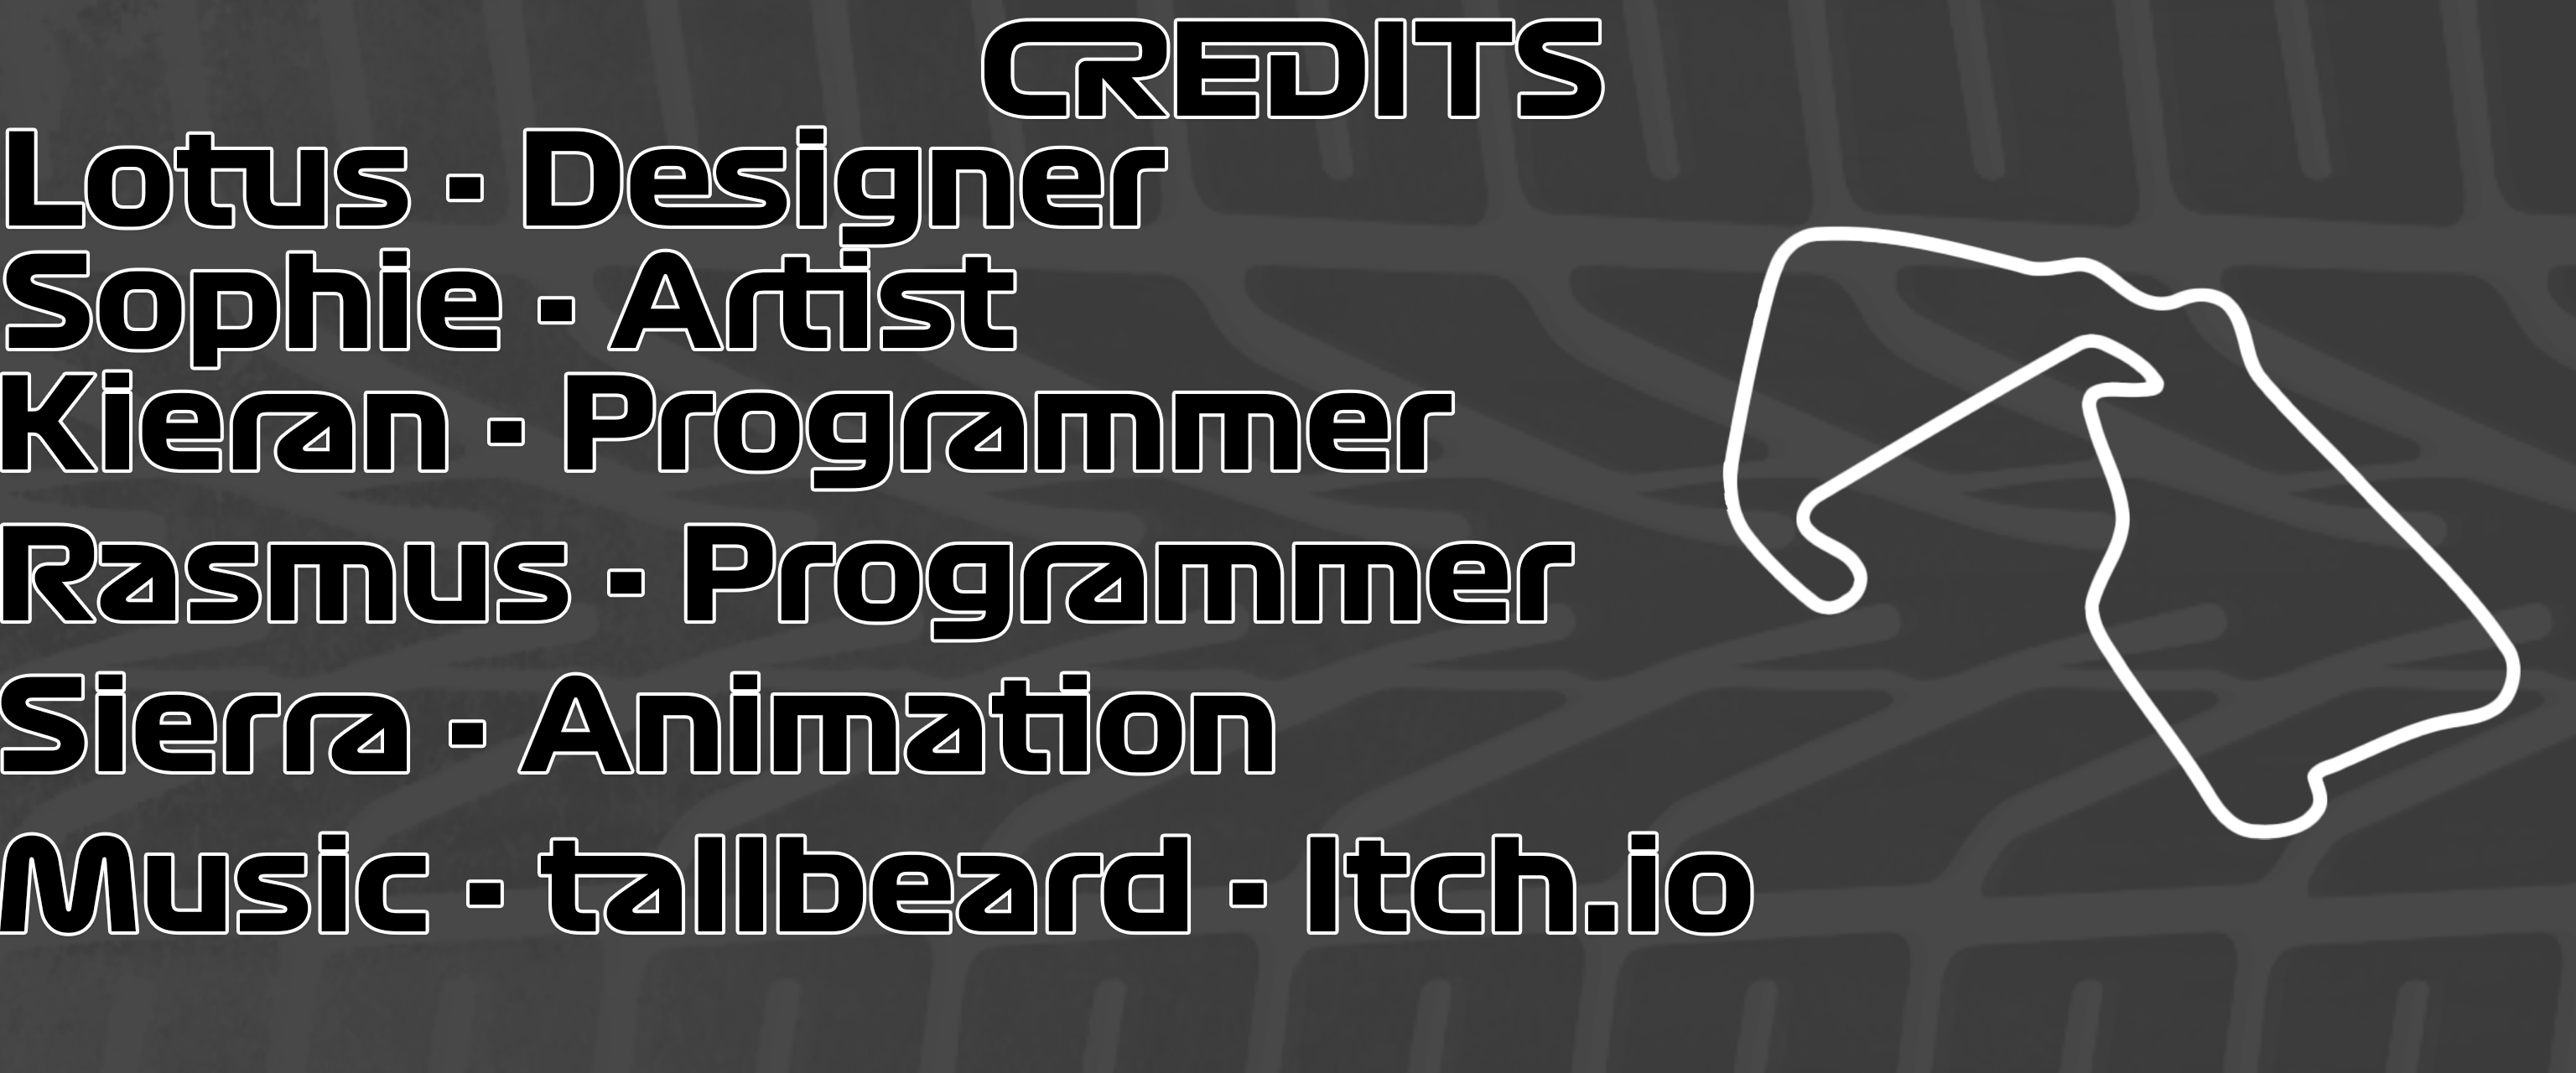 CREDITS
Lotus - Designer
Sophie - Artist
Kieran - Programmer
Rasmus - Programmer
Sierra - Animation
Music - tallbeard - Itch.io